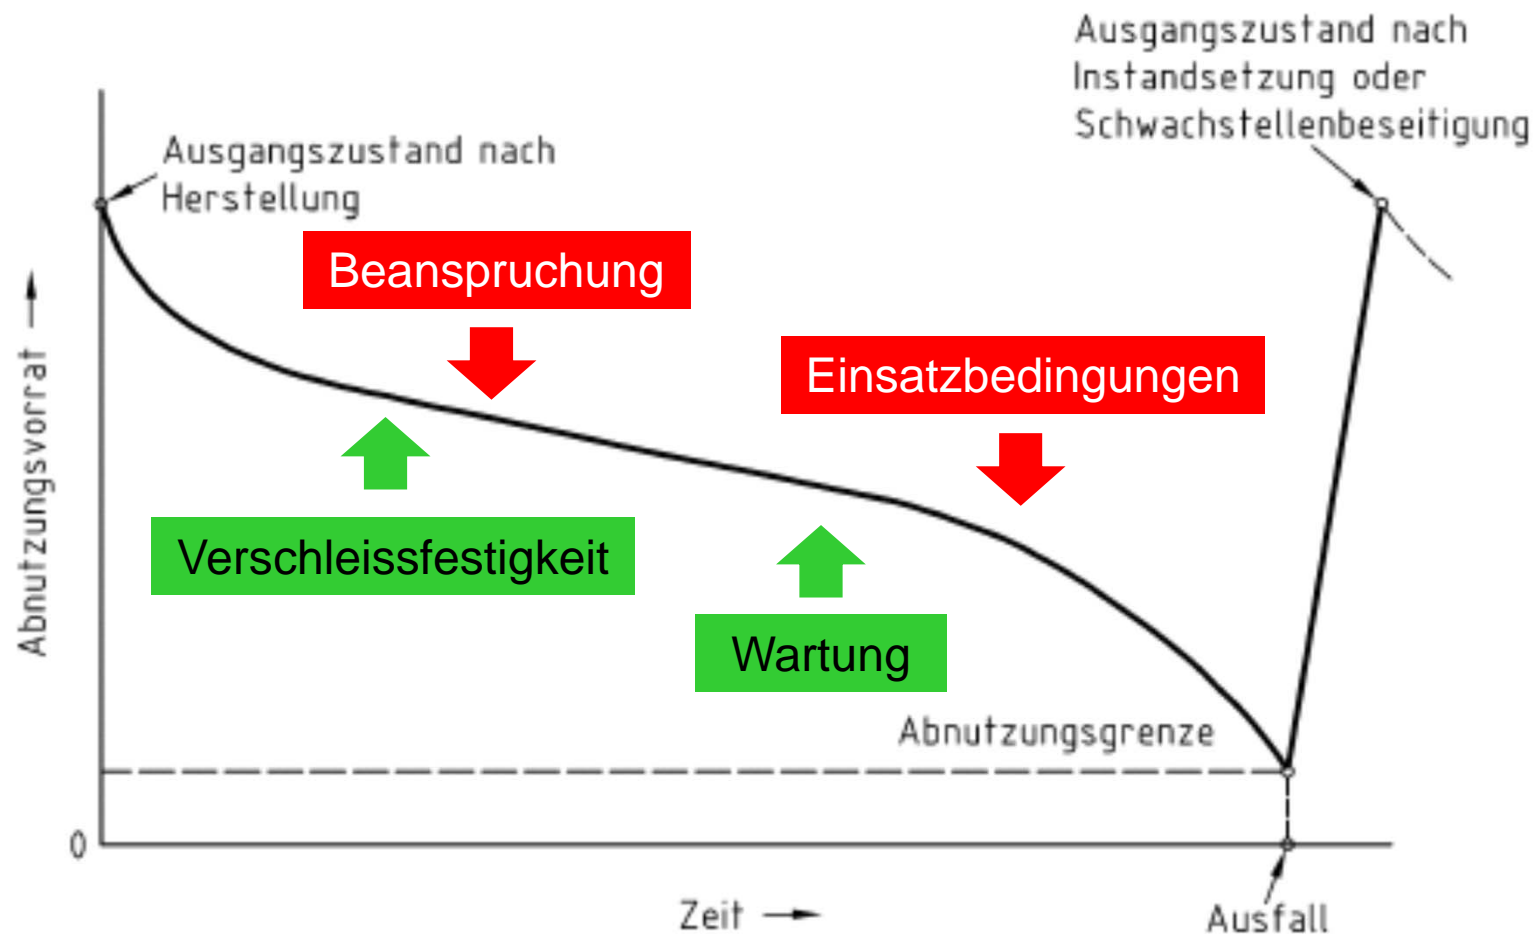 Ausgangszustand nach
Instandsetzung oder
Schwachstellenbeseitigung
Ausgangszustand nach
Herstellung
Beanspruchung
Einsatzbedingungen
Abnutzungsvorrat
Verschleissfestigkeit
Wartung
Abnutzungsgrenze
0
Zeit
Ausfall